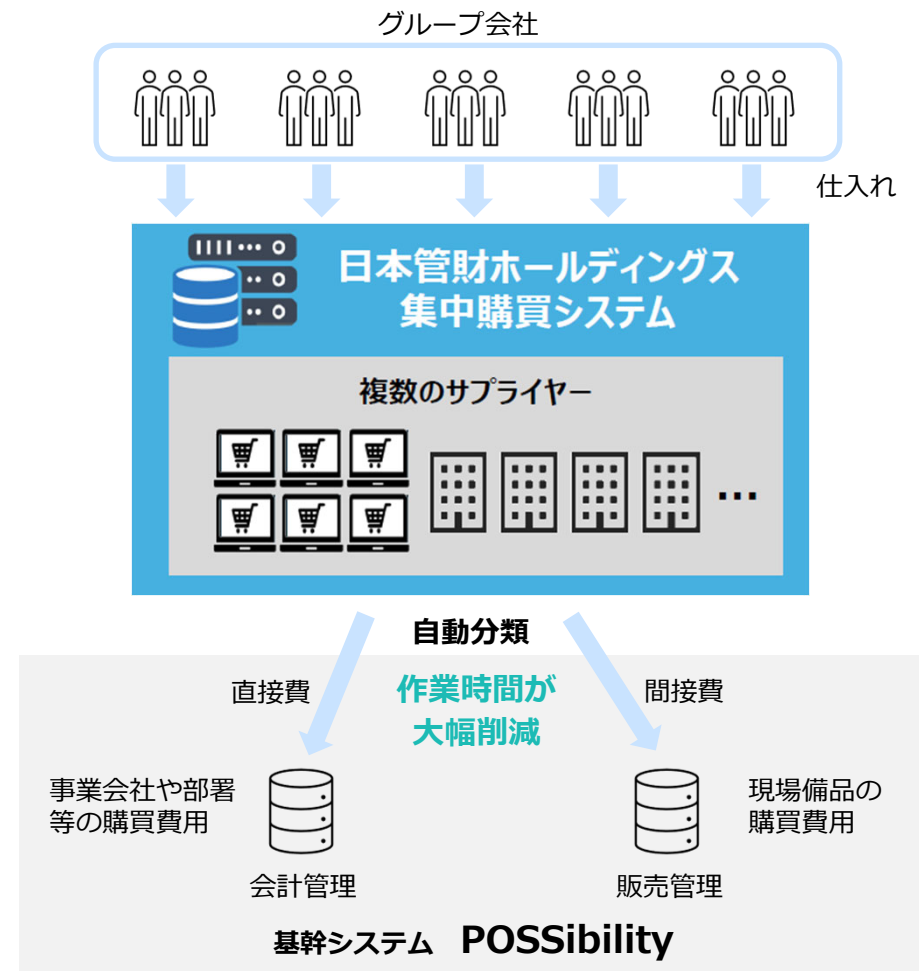 グループ会社
仕入れ
日本管財ホールディングス
集中購買システム
複数のサプライヤー
...
自動分類
直接費
作業時間が
大幅削減
間接費
事業会社や部署
等の購買費用
現場備品の
購買費用
会計管理
販売管理
基幹システム POSSibility